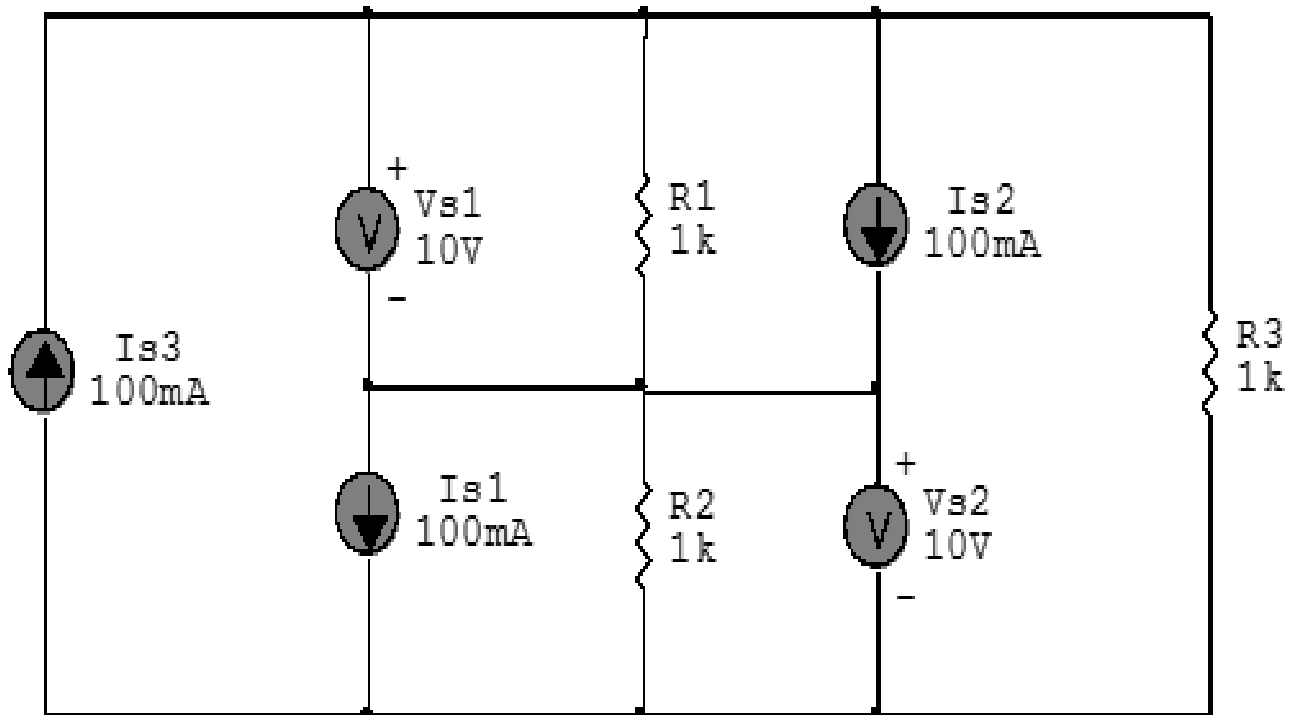 +
Vs1
10V
-
V
R1
1k
Is2
100mA
Is3
100mA
R3
1k
Is1
100mA
R2
1k
+
Vs2
10V
-
V